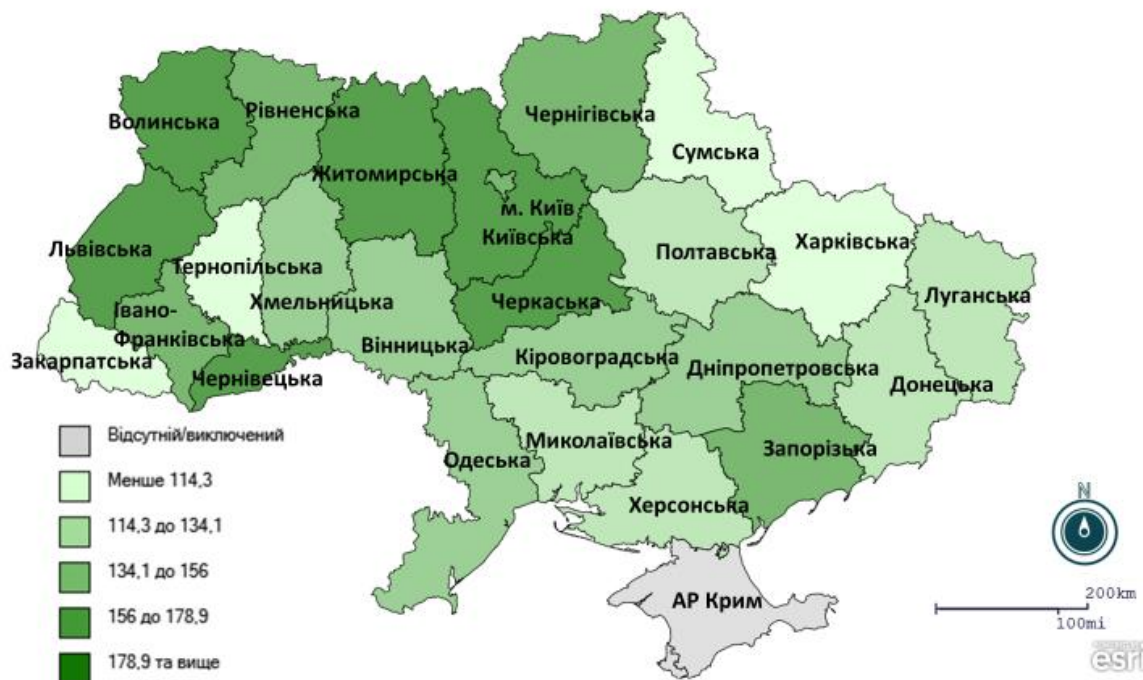 Чернігівська
Волинська
Рівненська
Сумська
Житомирська
м. Київ
Київська
Львівська
Тернопільська
Полтавська
Харківська
Хмельницька
Черкаська
Луганська
Івано-
Франківська
Закарпатська
Чернівецька
Вінницька
Кіровоградська
Дніпропетровська
Донецька
Миколаївська
Запорізька
Одеська
Херсонська
АР Крим
Відсутній/виключений
Менше 114,3
114,3 до 134,1
134,1 до 156
156 до 178,9
178,9 та вище
N
200km
100mi
esri